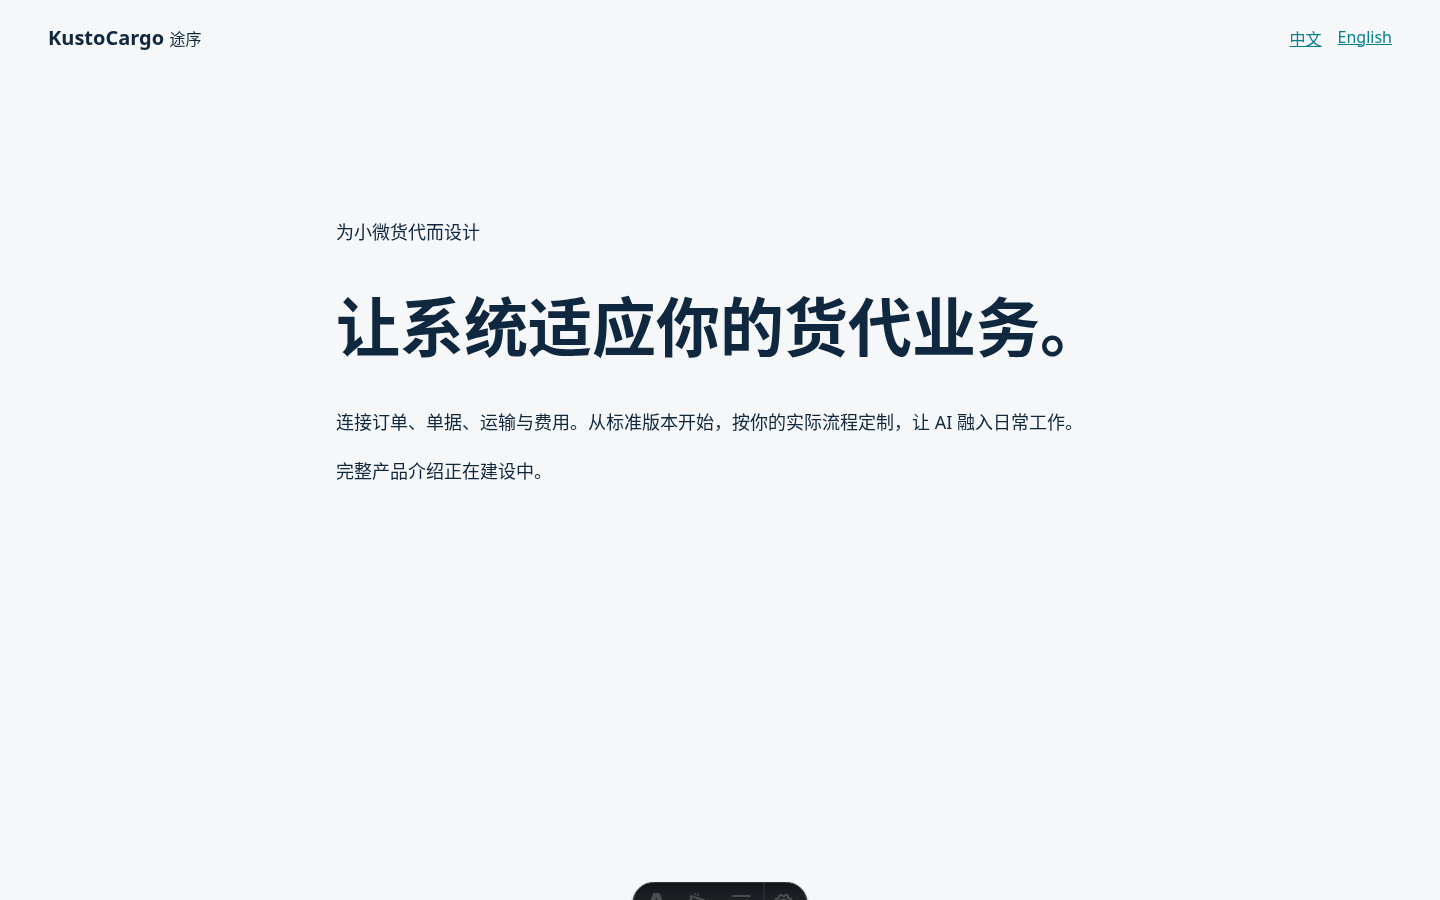 KustoCargo 途序
中文 English
为小微货代而设计
让系统适应你的货代业务。
连接订单、单据、运输与费用。从标准版本开始，按你的实际流程定制，让 AI 融入日常工作。
完整产品介绍正在建设中。